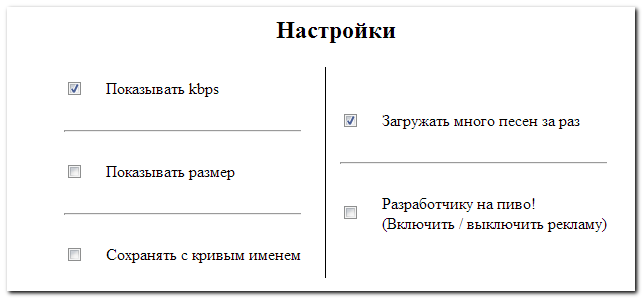 Настройки
Показывать kbps
Показывать размер
Сохранять с кривым именем
Загружать много песен за раз
Разработчику на пиво!
(Включить / выключить рекламу)